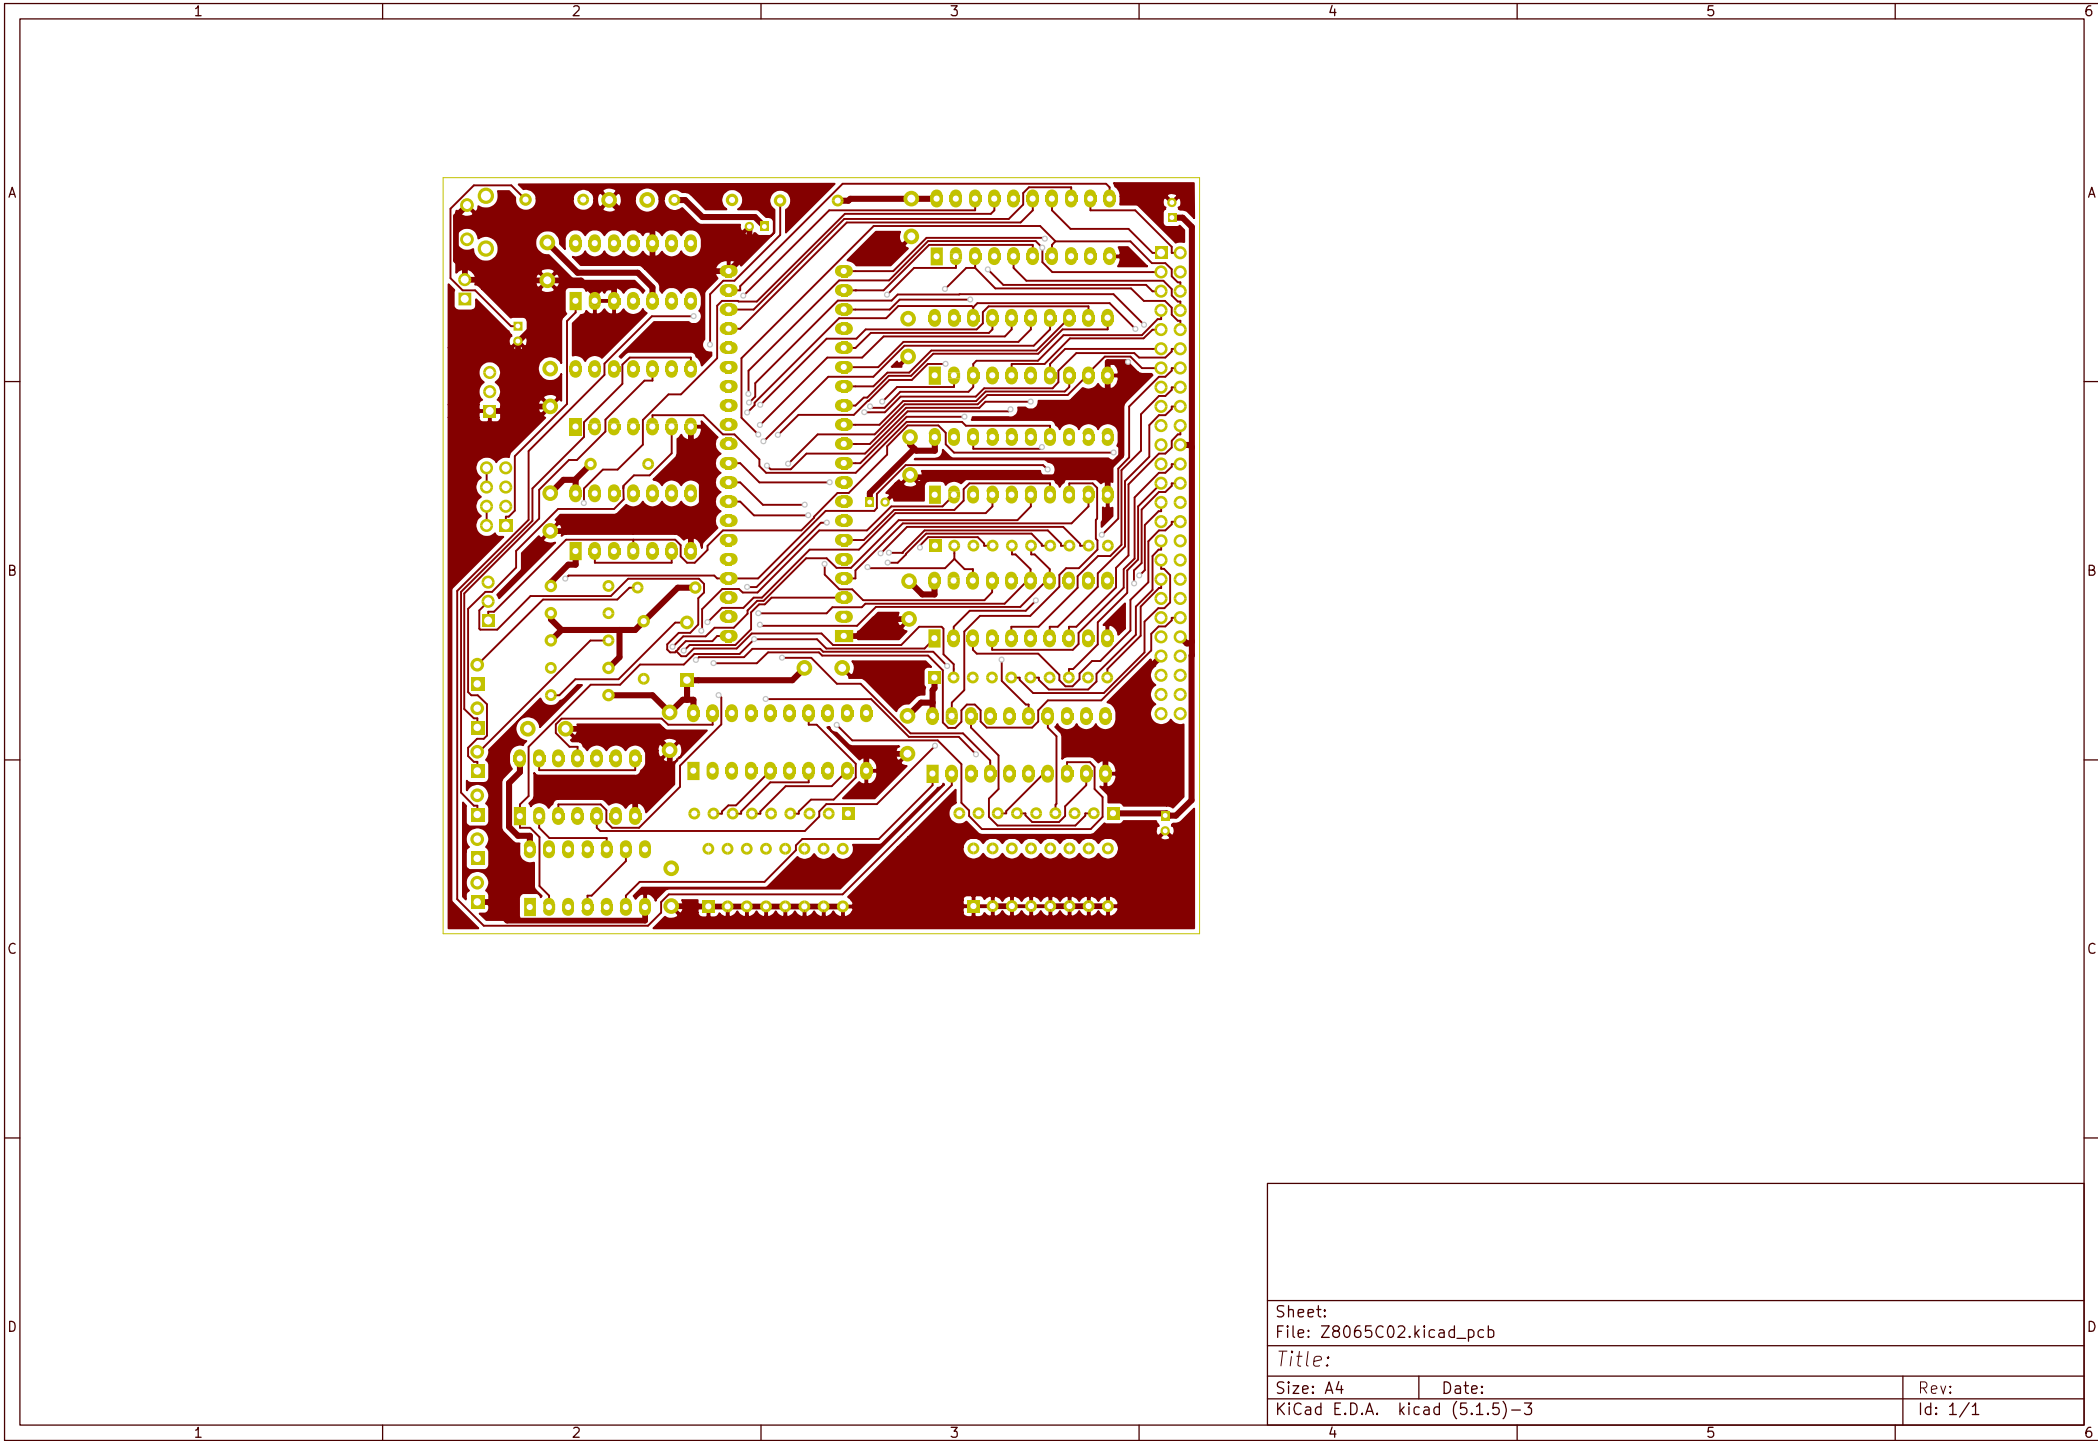 1 2 3 4 5 6
A A
B B
C C
D D
Sheet:
File: Z8065C02.kicad_pcb
Title:
Size: A4 Date: Rev:
KiCad E.D.A. kicad (5.1.5)-3 Id: 1/1
1 2 3 4 5 6